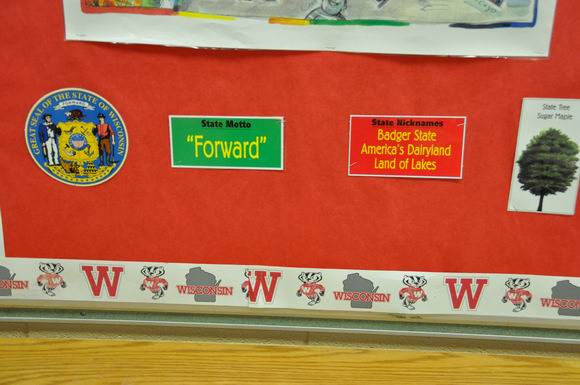 GREAT SEAL OF THE STATE OF WISCONSIN
FORWARD
State Motto
"Forward"
State Nicknames
Badger State
America's Dairyland
Land of Lakes
State Tree
Sugar Maple
WISCONSIN
W
WISCONSIN
W
WISCONSIN
W
WISCONSIN